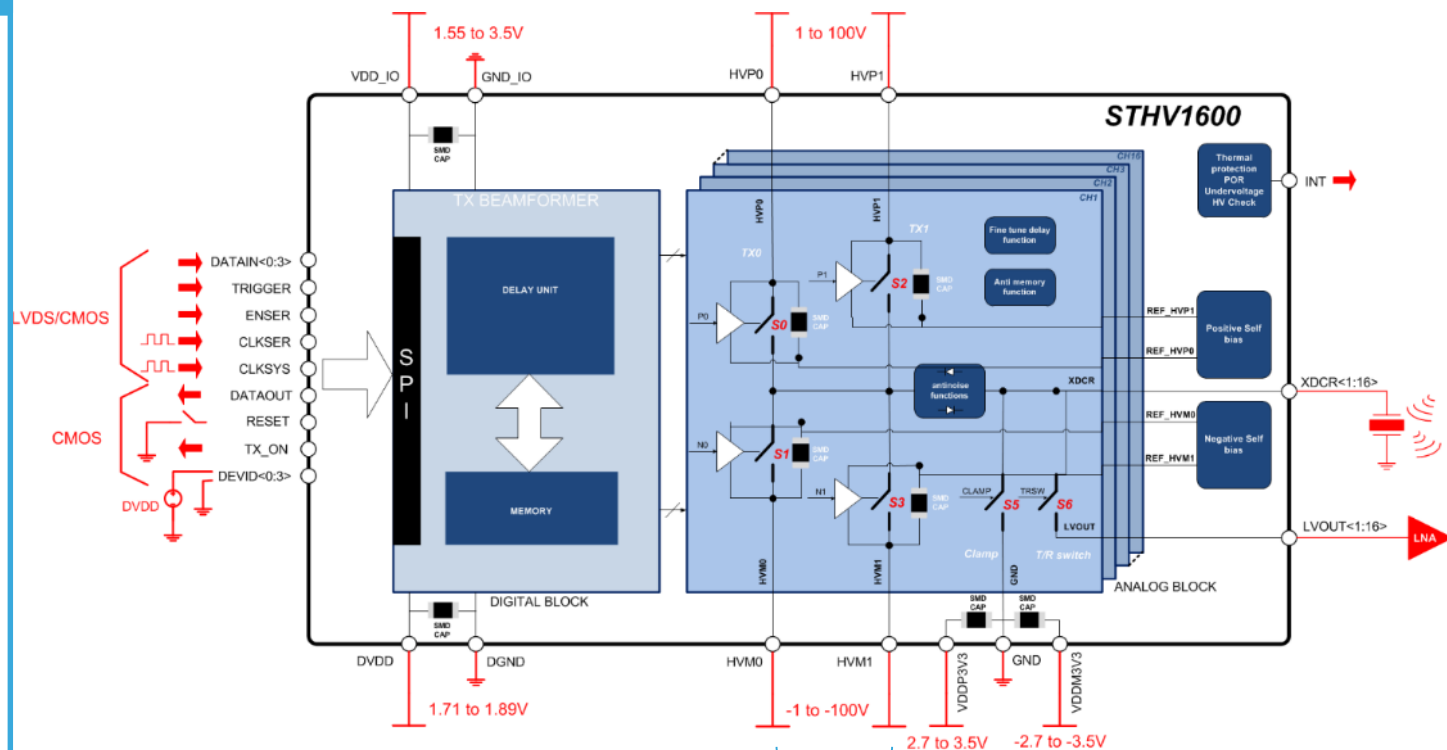 1.55 to 3.5V
1 to 100V
VDD_IO
GND_IO
HVP0
HVP1
STHV1600
SMD
CAP
Thermal
protection
POR
Undervoltage
HV Check
INT
CH16
CH3
CH2
CH1
TX BEAMFORMER
HVP0
HVP1
TX0
TX1
Fine tune delay
function
Anti memory
function
DATAIN<0:3>
TRIGGER
ENSER
CLKSER
CLKSYS
DATAOUT
RESET
TX_ON
DEVID<0:3>
LVDS/CMOS
CMOS
DVDD
SPI
DELAY UNIT
MEMORY
P0
S0
SMD
CAP
P1
S2
SMD
CAP
REF_HVP1
REF_HVP0
Positive Self
bias
antinoise
functions
XDCR
XDCR<1:16>
REF_HVM0
REF_HVM1
Negative Self
bias
N0
S1
SMD
CAP
N1
S3
SMD
CAP
CLAMP
S5
TRSW
S6
LVOUT
LVOUT<1:16>
LNA
Clamp
T/R switch
HVM0
HVM1
GND
DIGITAL BLOCK
ANALOG BLOCK
SMD
CAP
SMD
CAP
SMD
CAP
DVDD
DGND
HVM0
HVM1
VDDP3V3
GND
VDDM3V3
1.71 to 1.89V
-1 to -100V
2.7 to 3.5V
-2.7 to -3.5V